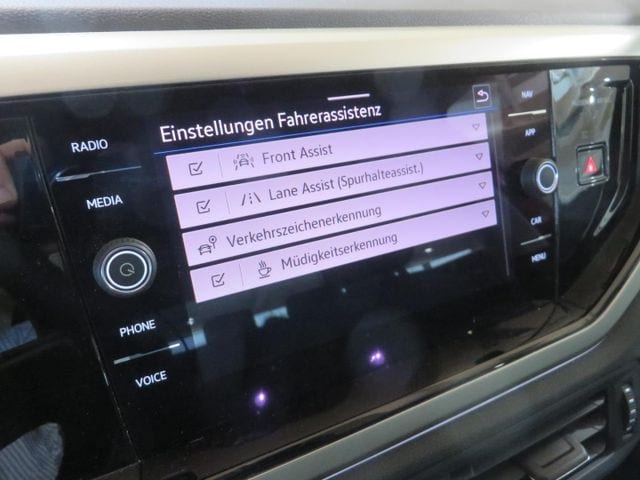 Einstellungen Fahrerassistenz
Front Assist
Lane Assist (Spurhalteassist.)
Verkehrszeichenerkennung
Müdigkeitserkennung
RADIO
MEDIA
PHONE
VOICE
NAV
APP
CAR
MENU